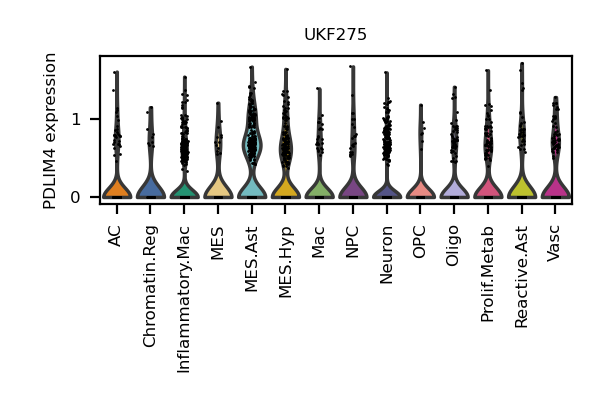 UKF275
PDLIM4 expression
1
0
AC
Chromatin.Reg
Inflammatory.Mac
MES
MES.Ast
MES.Hyp
Mac
NPC
Neuron
OPC
Oligo
Prolif.Metab
Reactive.Ast
Vasc